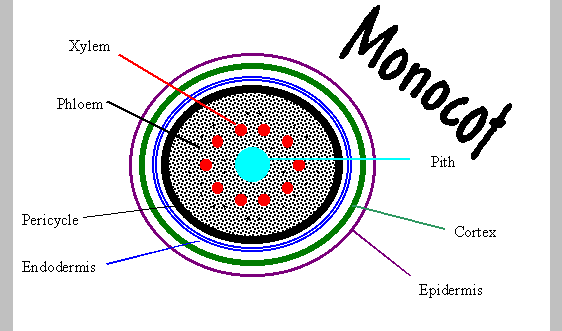 Monocot
Xylem
Phloem
Pith
Pericycle
Cortex
Endodermis
Epidermis